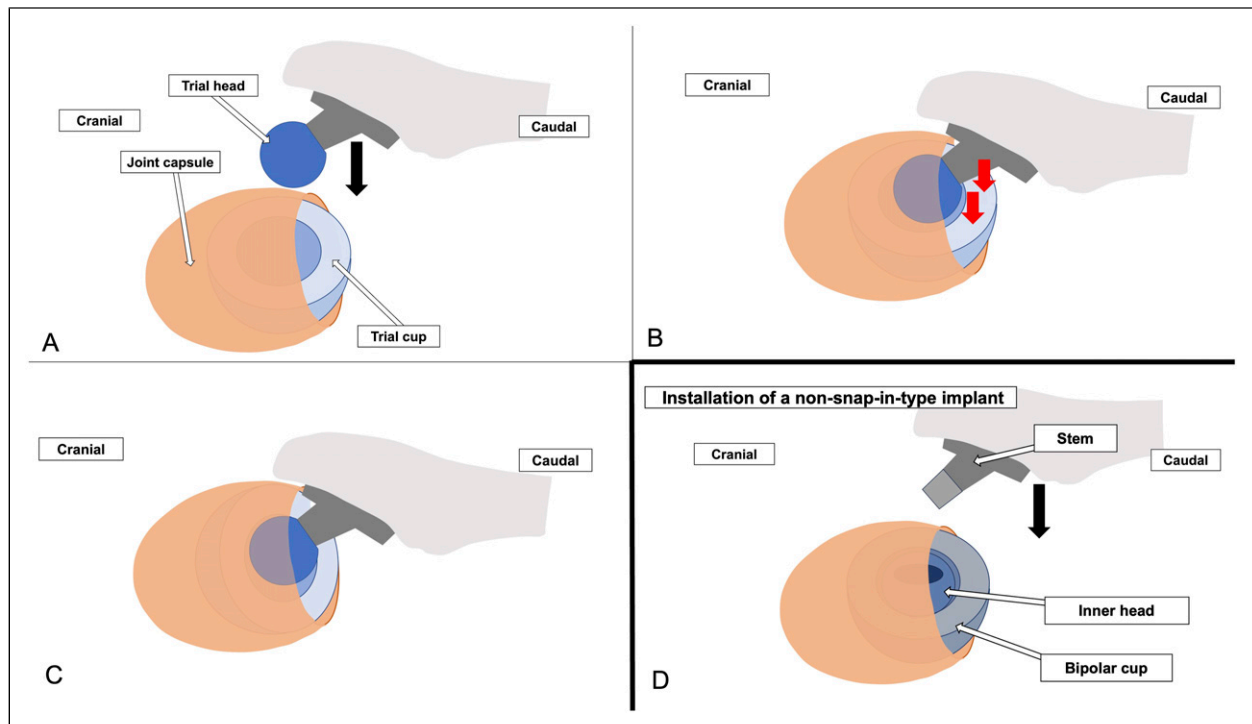 Trial head
Cranial
Caudal
Joint capsule
Trial cup
A
Cranial
Caudal
B
Cranial
Caudal
C
Installation of a non-snap-in-type implant
Stem
Cranial
Caudal
Inner head
Bipolar cup
D